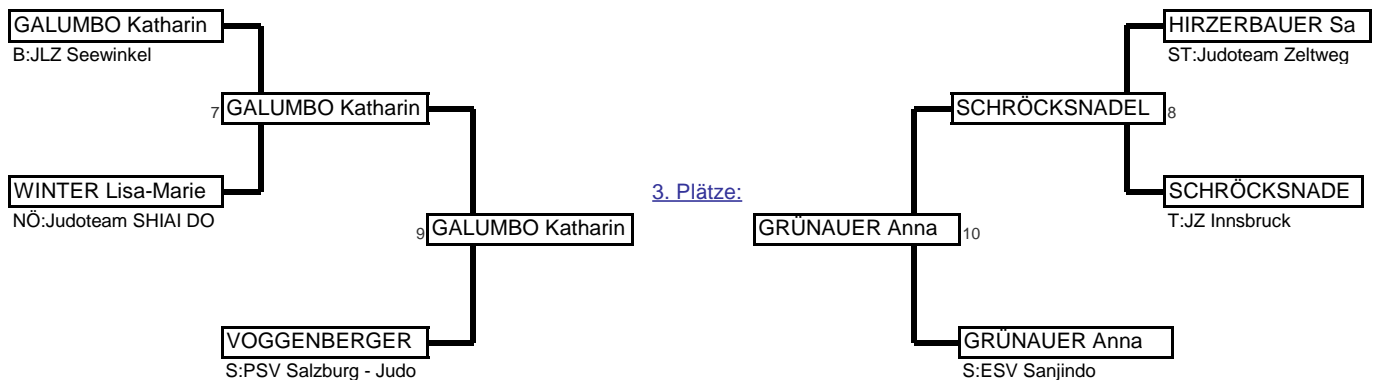 GALUMBO Katharin
B:JLZ Seewinkel
7 GALUMBO Katharin
WINTER Lisa-Marie
NÖ:Judoteam SHIAI DO
9 GALUMBO Katharin
VOGGENBERGER
S:PSV Salzburg - Judo
3. Plätze:
HIRZERBAUER Sa
ST:Judoteam Zeltweg
SCHRÖCKSNADEL 8
SCHRÖCKSNADE
T:JZ Innsbruck
GRÜNAUER Anna 10
GRÜNAUER Anna
S:ESV Sanjindo